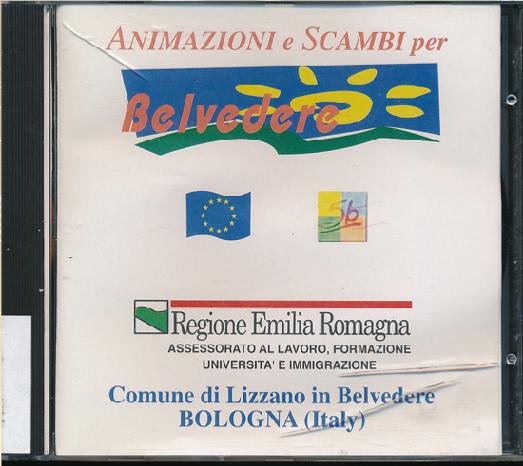 ANIMAZIONI e SCAMBI per
Belvedere
5b
Regione Emilia Romagna
ASSESSORATO AL LAVORO, FORMAZIONE
UNIVERSITA' E IMMIGRAZIONE
Comune di Lizzano in Belvedere
BOLOGNA (Italy)